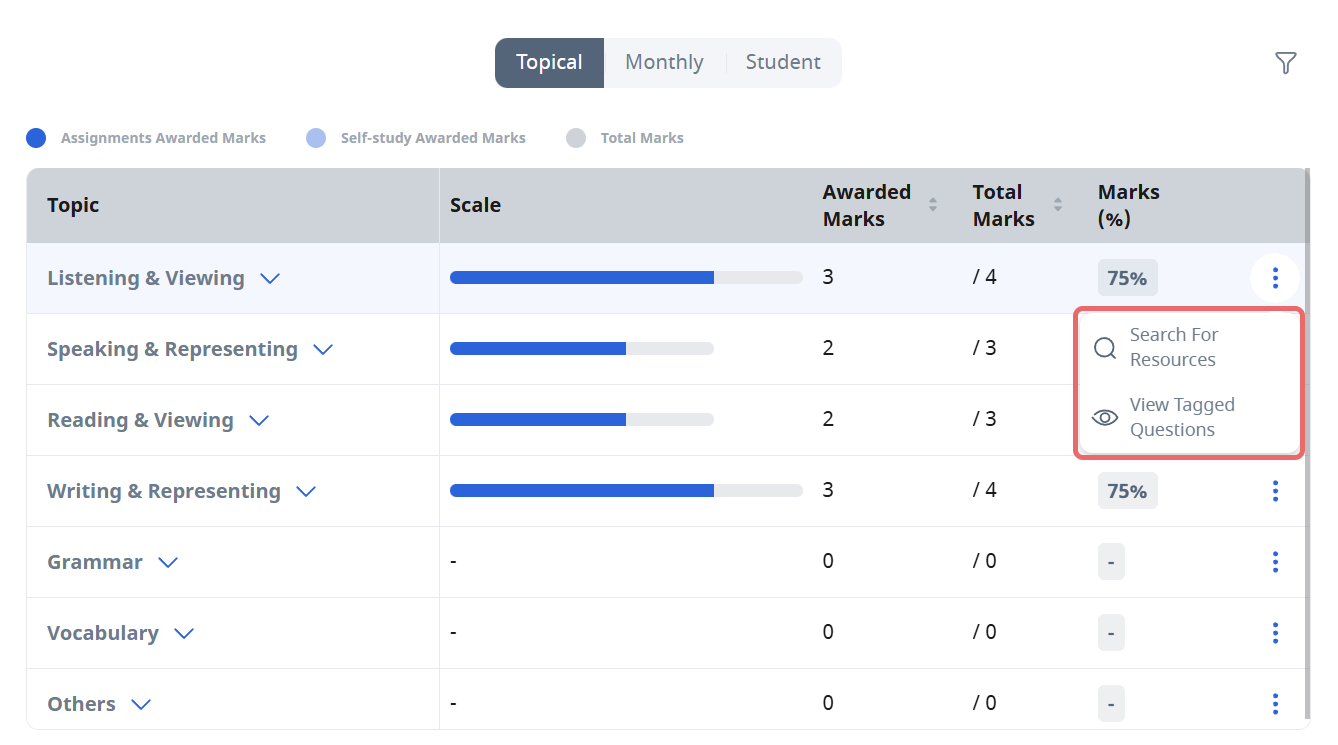 Topical Monthly Student
Assignments Awarded Marks Self-study Awarded Marks Total Marks
Topic Scale Awarded Marks Total Marks Marks (%)
Listening & Viewing 3 / 4 75%
Speaking & Representing 2 / 3
Search For
Resources
Reading & Viewing 2 / 3
View Tagged
Questions
Writing & Representing 3 / 4 75%
Grammar - 0 / 0 -
Vocabulary - 0 / 0 -
Others - 0 / 0 -